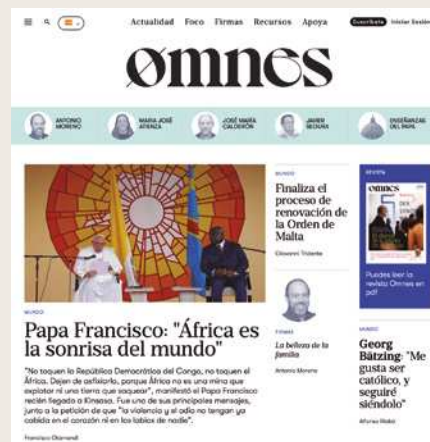 Actualidad Foco Firmas Recursos Apoya
Suscríbete Iniciar Sesión
omnes
ANTONIO
MORENO
MARIA JOSÉ
ATIENZA
JOSÉ MARÍA
CALDERÓN
JAVIER
SEGURA
ENSEÑANZAS
DEL PAPA
MUNDO
Papa Francisco: "África es
la sonrisa del mundo"
"No toquen la República Democrática del Congo, no toquen el
África. Dejen de asfixiarla, porque África no es una mina que
explotar ni una tierra que saquear", manifestó el Papa Francisco
recién llegado a Kinsasa. Fue uno de sus principales mensajes,
junto a la petición de que "la violencia y el odio no tengan ya
cabida en el corazón ni en los labios de nadie".
Francisco Otamendi
MUNDO
Finaliza el
proceso de
renovación de
la Orden de
Malta
Giovanni Tridente
FIRMAS
La belleza de la
familia
Antonio Moreno
REVISTA
omnes
Puedes leer la
revista Omnes en
pdf
MUNDO
Georg
Bätzing: "Me
gusta ser
católico, y
seguiré
siéndolo"
Alfonso Riobó